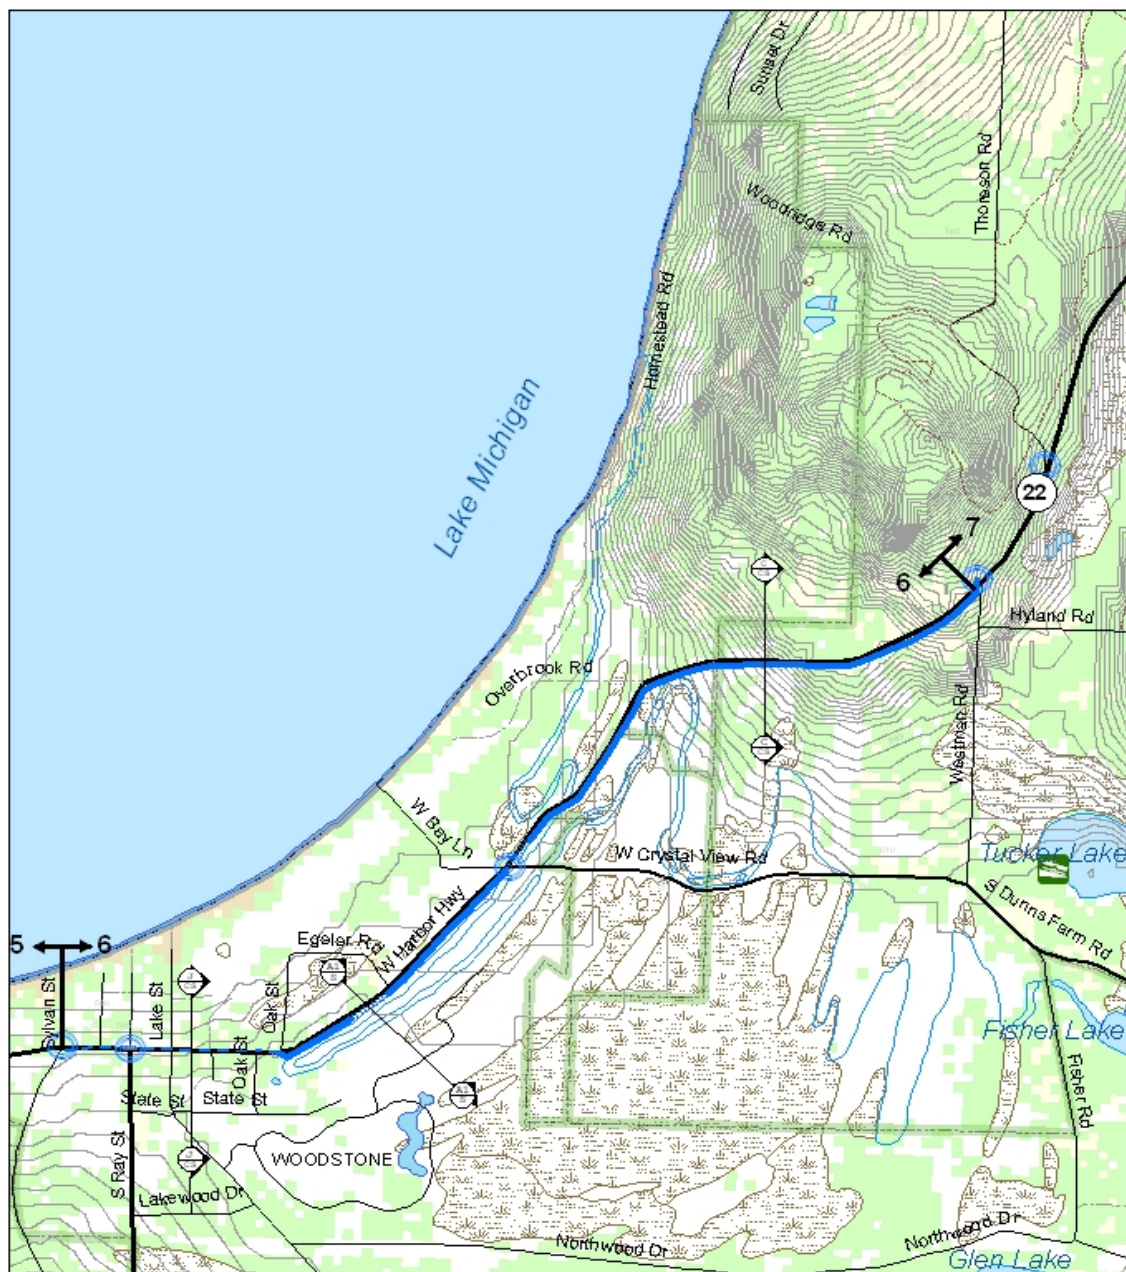 Sunset Dr
Thoreson Rd
Woodridge Rd
Homestead Rd
Lake Michigan
22
7
6
Hyland Rd
Overbrook Rd
Westman Rd
W Bay Ln
W Crystal View Rd
Tucker Lake
S Dunns Farm Rd
W Harbor Hwy
Egeler Rd
5
6
Sylvan St
Lake St
Oak St
A1
Fisher Lake
Oak St
State St
State St
A1
Fisher Rd
S Ray St
WOODSTONE
Lakewood Dr
Northwood Dr
Northwood Dr
Glen Lake